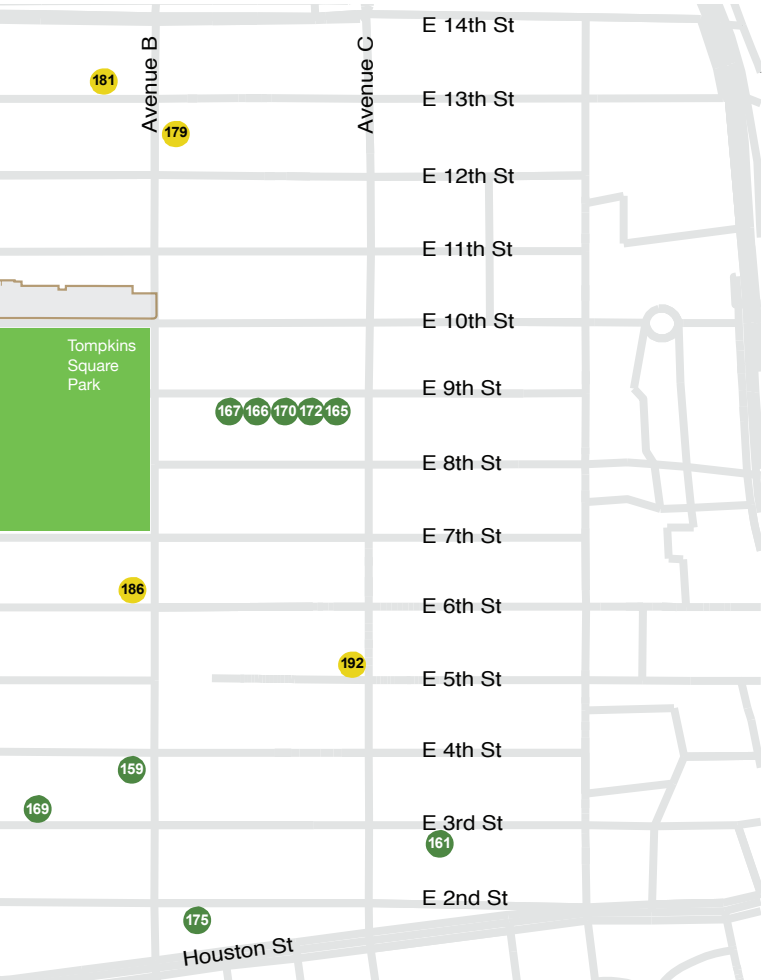 E 14th St
Avenue B
Avenue C
181
E 13th St
179
E 12th St
E 11th St
E 10th St
Tompkins
Square
Park
E 9th St
167 166 170 172 165
E 8th St
E 7th St
186
E 6th St
192
E 5th St
E 4th St
159
169
E 3rd St
161
E 2nd St
175
Houston St